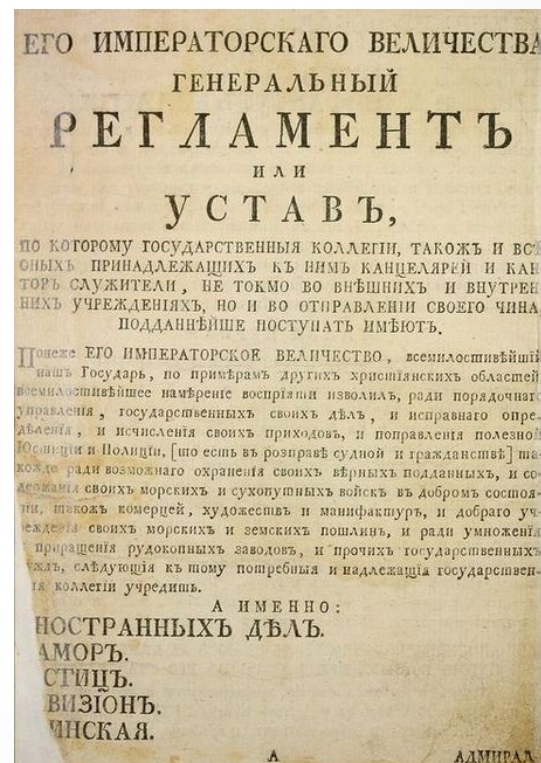 ЕГО ИМПЕРАТОРСКАГО ВЕЛИЧЕСТВА
ГЕНЕРАЛЬНЫЙ
РЕГЛАМЕНТЪ
ИЛИ
УСТАВЪ,
ПО КОТОРОМУ ГОСУДАРСТВЕННЫЯ КОЛЛЕГІИ, ТАКОЖЪ И ВСѢ
ОНЫХЪ ПРИНАДЛЕЖАЩИХЪ КЪ НИМЪ КАНЦЕЛЯРЕЙ И КАН
ТОРЪ СЛУЖИТЕЛИ, НЕ ТОКМО ВО ВНѢШНИХЪ И ВНУТРЕН
НИХЪ УЧРЕЖДЕНІЯХЪ, НО И ВО ОТПРАВЛЕНІИ СВОЕГО ЧИНА,
ПОДДАННѢЙШЕ ПОСТУПАТЬ ИМѢЮТЪ.
Понеже ЕГО ИМПЕРАТОРСКОЕ ВЕЛИЧЕСТВО, всемилостивѣйшій
нашъ Государь, по примѣрамъ другихъ христіянскихъ областей
всемилостивѣйшее намѣреніе воспріяти изволилъ, ради порядочнаго
управленія, государственныхъ своихъ дѣлъ, и исправнаго опре-
дѣленія, и исчисленія своихъ приходовъ, и поправленія полезной
Юстиціи и Полиціи, [то есть въ розправѣ судной и гражданствѣ] та-
кожде ради возможнаго охраненія своихъ вѣрныхъ подданныхъ, и со-
держанія своихъ морскихъ и сухопутныхъ войскъ въ добромъ состоя-
ніи, такожъ комерцей, художествъ и манифактуръ, и добраго уч-
режденія своихъ морскихъ и земскихъ пошлинъ, и ради умноженія
и приращенія рудокопныхъ заводовъ, и прочихъ государственныхъ
нуждъ, слѣдующія къ тому потребныя и надлежащія государствен-
ныя коллегіи учредить.
А ИМЕННО:
НОСТРАННЫХЪ ДѢЛЪ.
АМОРЪ.
СТИЦЪ.
ВИЗІОНЪ.
ИНСКАЯ.
А АДМИРАЛ